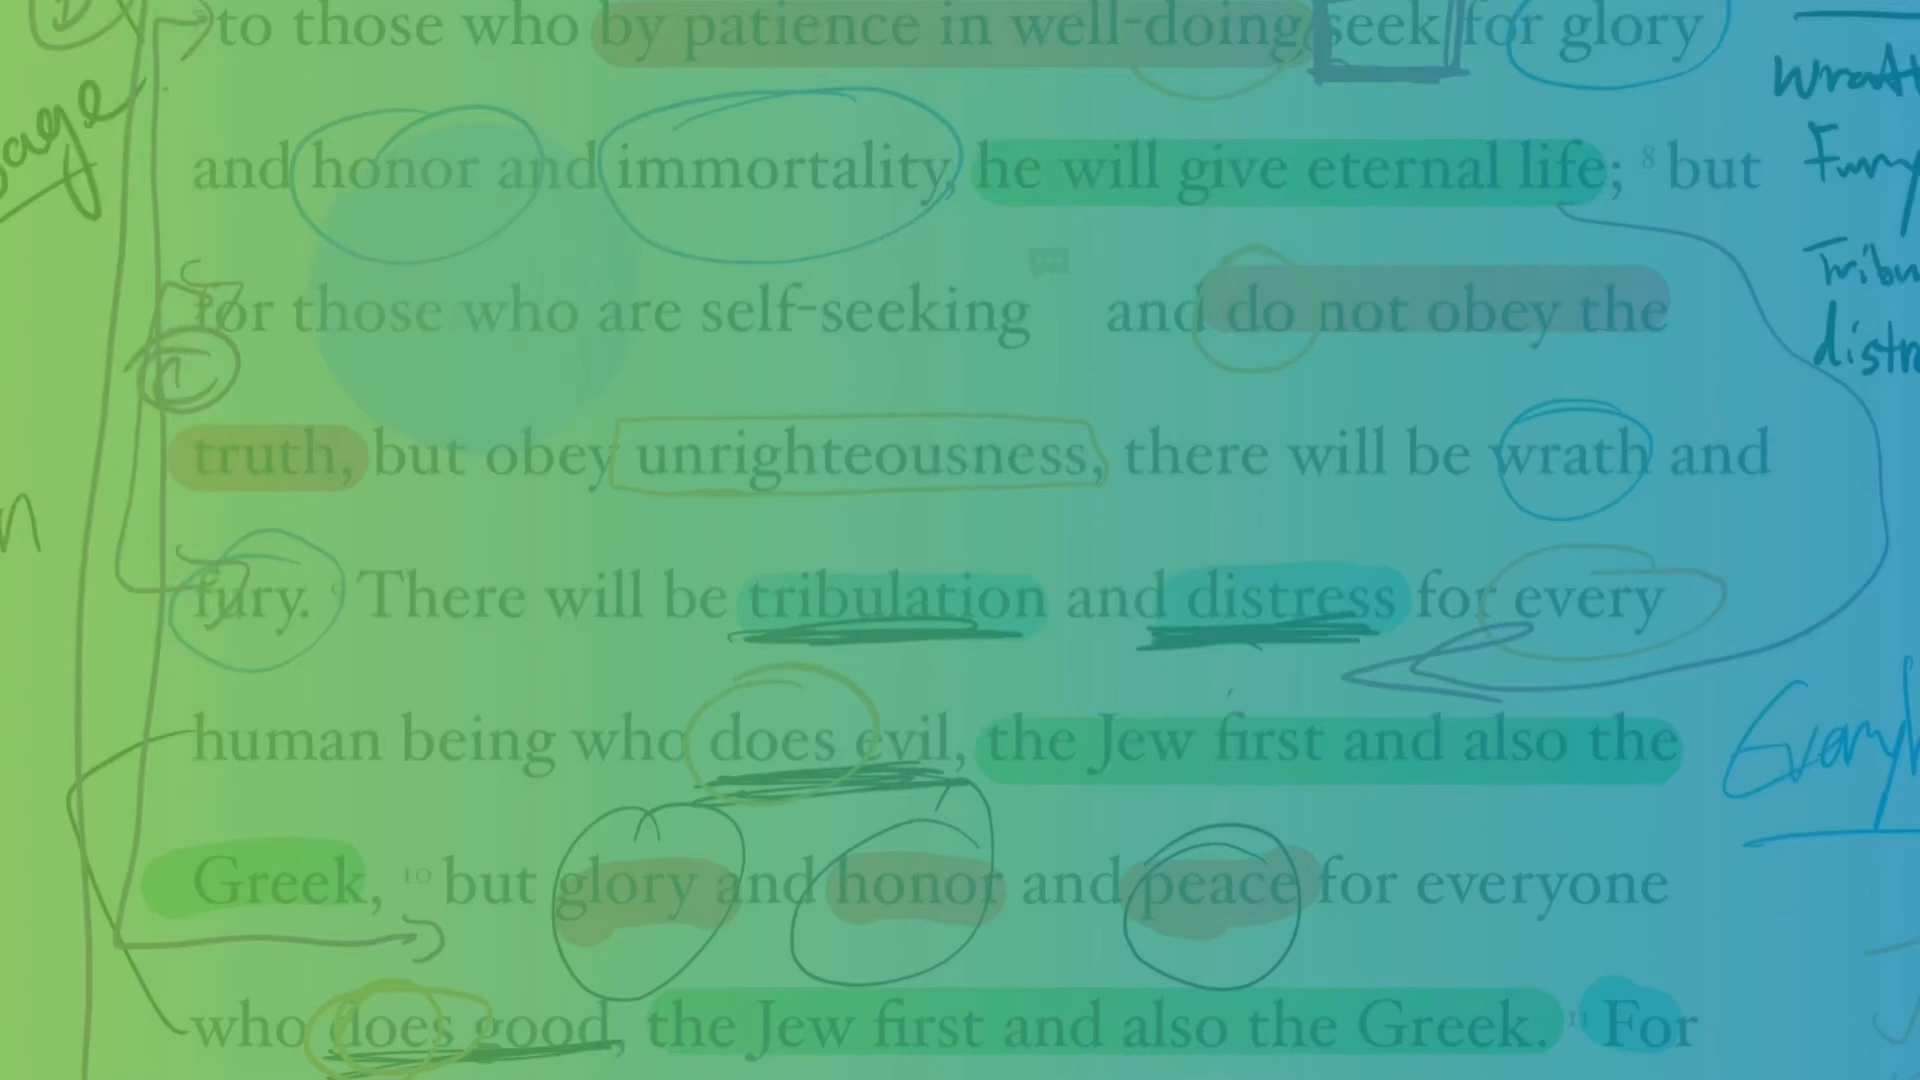 to those who by patience in well-doing seek for glory
and honor and immortality, he will give eternal life; 8 but
for those who are self-seeking and do not obey the
truth, but obey unrighteousness, there will be wrath and
fury. There will be tribulation and distress for every
human being who does evil, the Jew first and also the
Greek, 10 but glory and honor and peace for everyone
who does good, the Jew first and also the Greek. 11 For